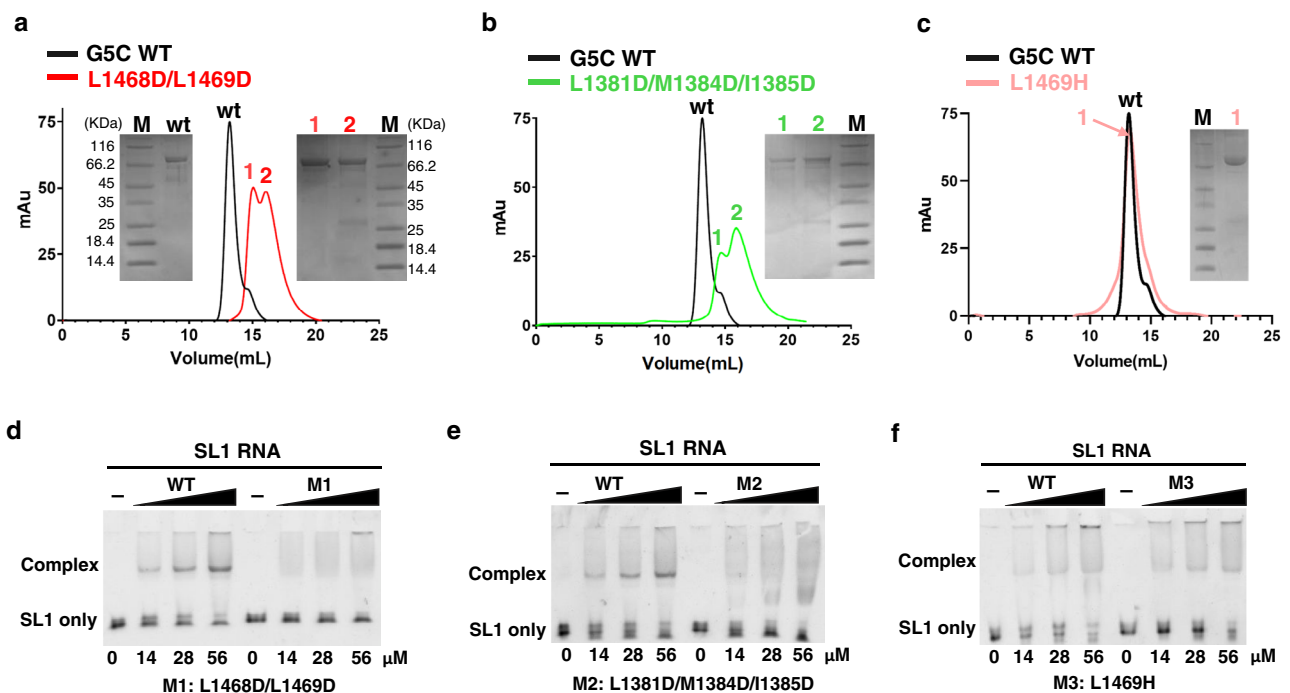 a
G5C WT
L1468D/L1469D
(KDa) M wt
wt
1 2 M (KDa)
1 2
116
66.2
45
35
25
18.4
14.4
116
66.2
45
35
25
18.4
14.4
75
50
25
0
mAu
0 5 10 15 20 25
Volume(mL)
b
G5C WT
L1381D/M1384D/I1385D
wt
1 2 M
1 2
75
50
25
0
mAu
0 5 10 15 20 25
Volume(mL)
c
G5C WT
L1469H
wt
1
M 1
75
50
25
0
mAu
0 5 10 15 20 25
Volume(mL)
d
SL1 RNA
– WT – M1
Complex
SL1 only
0 14 28 56 0 14 28 56 µM
M1: L1468D/L1469D
e
SL1 RNA
– WT – M2
Complex
SL1 only
0 14 28 56 0 14 28 56 µM
M2: L1381D/M1384D/I1385D
f
SL1 RNA
– WT – M3
Complex
SL1 only
0 14 28 56 0 14 28 56 µM
M3: L1469H